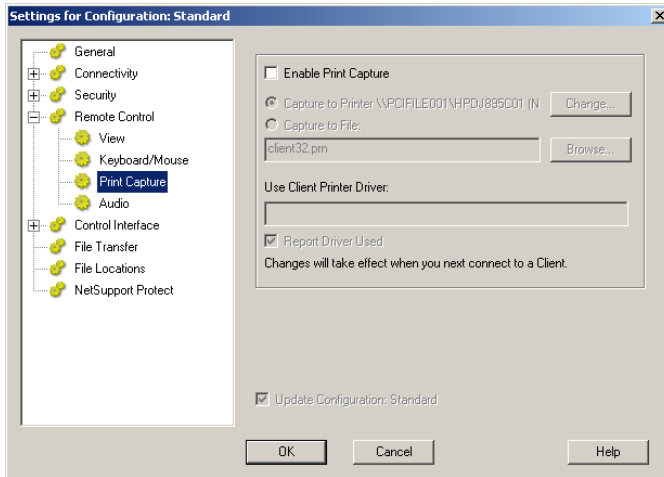 Settings for Configuration: Standard
General
Connectivity
Security
Remote Control
View
Keyboard/Mouse
Print Capture
Audio
Control Interface
File Transfer
File Locations
NetSupport Protect
Enable Print Capture
Capture to Printer \\PCIFILE001\HPDJ895C01 (N
Change...
Capture to File:
client32.prn
Browse...
Use Client Printer Driver:
Report Driver Used
Changes will take effect when you next connect to a Client.
Update Configuration: Standard
OK
Cancel
Help